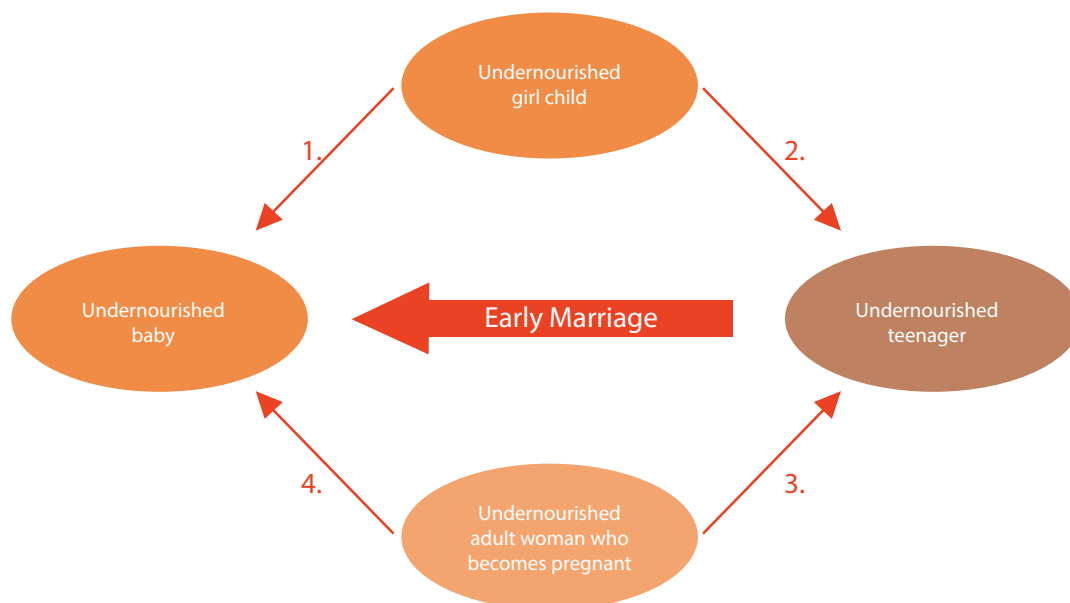 Undernourished
girl child
1.
2.
Undernourished
baby
Early Marriage
Undernourished
teenager
4.
3.
Undernourished
adult woman who
becomes pregnant